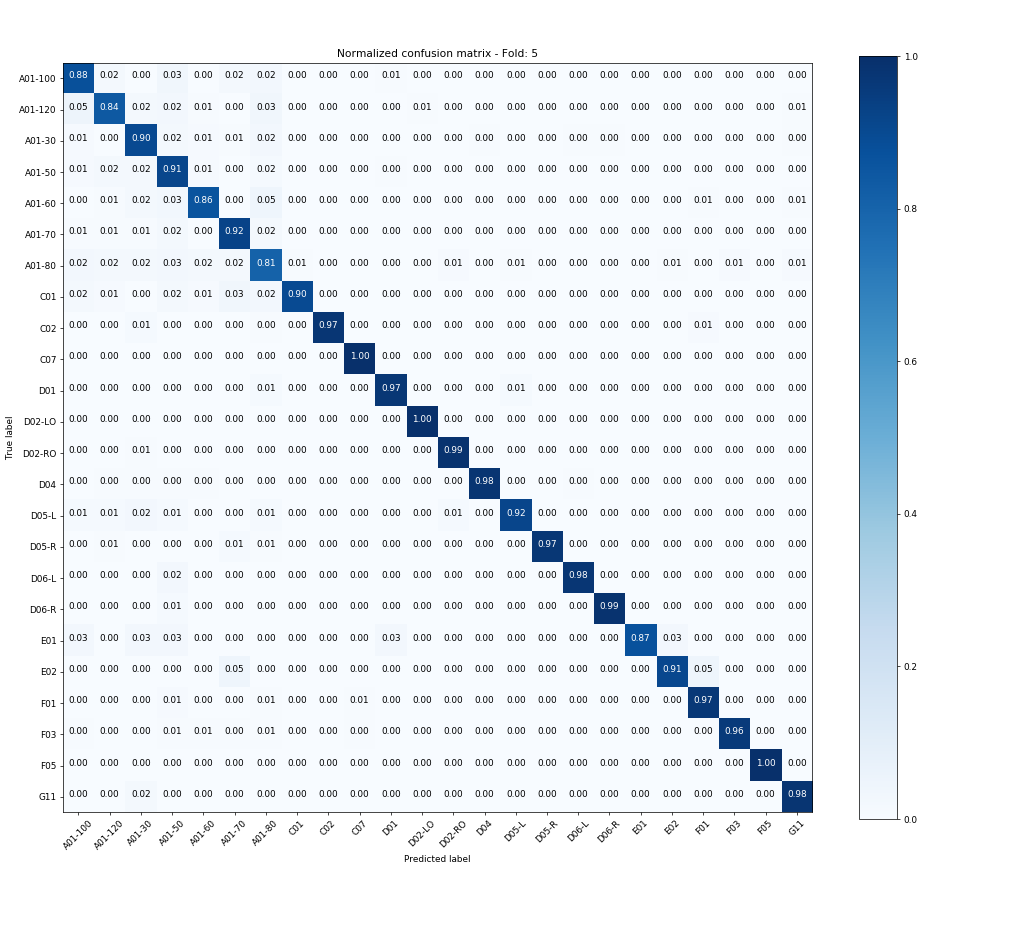 Normalized confusion matrix - Fold: 5
A01-100 0.88 0.02 0.00 0.03 0.00 0.02 0.02 0.00 0.00 0.00 0.01 0.00 0.00 0.00 0.00 0.00 0.00 0.00 0.00 0.00 0.00 0.00 0.00 0.00
A01-120 0.05 0.84 0.02 0.02 0.01 0.00 0.03 0.00 0.00 0.00 0.00 0.01 0.00 0.00 0.00 0.00 0.00 0.00 0.00 0.00 0.00 0.00 0.00 0.01
A01-30 0.01 0.00 0.90 0.02 0.01 0.01 0.02 0.00 0.00 0.00 0.00 0.00 0.00 0.00 0.00 0.00 0.00 0.00 0.00 0.00 0.00 0.00 0.00 0.00
A01-50 0.01 0.02 0.02 0.91 0.01 0.00 0.02 0.00 0.00 0.00 0.00 0.00 0.00 0.00 0.00 0.00 0.00 0.00 0.00 0.00 0.00 0.00 0.00 0.00
A01-60 0.00 0.01 0.02 0.03 0.86 0.00 0.05 0.00 0.00 0.00 0.00 0.00 0.00 0.00 0.00 0.00 0.00 0.00 0.00 0.00 0.01 0.00 0.00 0.01
A01-70 0.01 0.01 0.01 0.02 0.00 0.92 0.02 0.00 0.00 0.00 0.00 0.00 0.00 0.00 0.00 0.00 0.00 0.00 0.00 0.00 0.00 0.00 0.00 0.00
A01-80 0.02 0.02 0.02 0.03 0.02 0.02 0.81 0.01 0.00 0.00 0.00 0.00 0.01 0.00 0.01 0.00 0.00 0.00 0.00 0.01 0.00 0.01 0.00 0.01
C01 0.02 0.01 0.00 0.02 0.01 0.03 0.02 0.90 0.00 0.00 0.00 0.00 0.00 0.00 0.00 0.00 0.00 0.00 0.00 0.00 0.00 0.00 0.00 0.00
C02 0.00 0.00 0.01 0.00 0.00 0.00 0.00 0.00 0.97 0.00 0.00 0.00 0.00 0.00 0.00 0.00 0.00 0.00 0.00 0.00 0.01 0.00 0.00 0.00
C07 0.00 0.00 0.00 0.00 0.00 0.00 0.00 0.00 0.00 1.00 0.00 0.00 0.00 0.00 0.00 0.00 0.00 0.00 0.00 0.00 0.00 0.00 0.00 0.00
D01 0.00 0.00 0.00 0.00 0.00 0.00 0.01 0.00 0.00 0.00 0.97 0.00 0.00 0.00 0.01 0.00 0.00 0.00 0.00 0.00 0.00 0.00 0.00 0.00
D02-LO 0.00 0.00 0.00 0.00 0.00 0.00 0.00 0.00 0.00 0.00 0.00 1.00 0.00 0.00 0.00 0.00 0.00 0.00 0.00 0.00 0.00 0.00 0.00 0.00
D02-RO 0.00 0.00 0.01 0.00 0.00 0.00 0.00 0.00 0.00 0.00 0.00 0.00 0.99 0.00 0.00 0.00 0.00 0.00 0.00 0.00 0.00 0.00 0.00 0.00
D04 0.00 0.00 0.00 0.00 0.00 0.00 0.00 0.00 0.00 0.00 0.00 0.00 0.00 0.98 0.00 0.00 0.00 0.00 0.00 0.00 0.00 0.00 0.00 0.00
D05-L 0.01 0.01 0.02 0.01 0.00 0.00 0.01 0.00 0.00 0.00 0.00 0.00 0.01 0.00 0.92 0.00 0.00 0.00 0.00 0.00 0.00 0.00 0.00 0.00
D05-R 0.00 0.01 0.00 0.00 0.00 0.01 0.01 0.00 0.00 0.00 0.00 0.00 0.00 0.00 0.00 0.97 0.00 0.00 0.00 0.00 0.00 0.00 0.00 0.00
D06-L 0.00 0.00 0.00 0.02 0.00 0.00 0.00 0.00 0.00 0.00 0.00 0.00 0.00 0.00 0.00 0.00 0.98 0.00 0.00 0.00 0.00 0.00 0.00 0.00
D06-R 0.00 0.00 0.00 0.01 0.00 0.00 0.00 0.00 0.00 0.00 0.00 0.00 0.00 0.00 0.00 0.00 0.00 0.99 0.00 0.00 0.00 0.00 0.00 0.00
E01 0.03 0.00 0.03 0.03 0.00 0.00 0.00 0.00 0.00 0.00 0.03 0.00 0.00 0.00 0.00 0.00 0.00 0.00 0.87 0.03 0.00 0.00 0.00 0.00
E02 0.00 0.00 0.00 0.00 0.00 0.05 0.00 0.00 0.00 0.00 0.00 0.00 0.00 0.00 0.00 0.00 0.00 0.00 0.00 0.91 0.05 0.00 0.00 0.00
F01 0.00 0.00 0.00 0.01 0.00 0.00 0.01 0.00 0.00 0.01 0.00 0.00 0.00 0.00 0.00 0.00 0.00 0.00 0.00 0.00 0.97 0.00 0.00 0.00
F03 0.00 0.00 0.00 0.01 0.01 0.00 0.01 0.00 0.00 0.00 0.00 0.00 0.00 0.00 0.00 0.00 0.00 0.00 0.00 0.00 0.00 0.96 0.00 0.00
F05 0.00 0.00 0.00 0.00 0.00 0.00 0.00 0.00 0.00 0.00 0.00 0.00 0.00 0.00 0.00 0.00 0.00 0.00 0.00 0.00 0.00 0.00 1.00 0.00
G11 0.00 0.00 0.02 0.00 0.00 0.00 0.00 0.00 0.00 0.00 0.00 0.00 0.00 0.00 0.00 0.00 0.00 0.00 0.00 0.00 0.00 0.00 0.00 0.98
True label
A01-100 A01-120 A01-30 A01-50 A01-60 A01-70 A01-80 C01 C02 C07 D01 D02-LO D02-RO D04 D05-L D05-R D06-L D06-R E01 E02 F01 F03 F05 G11
Predicted label
1.0
0.8
0.6
0.4
0.2
0.0